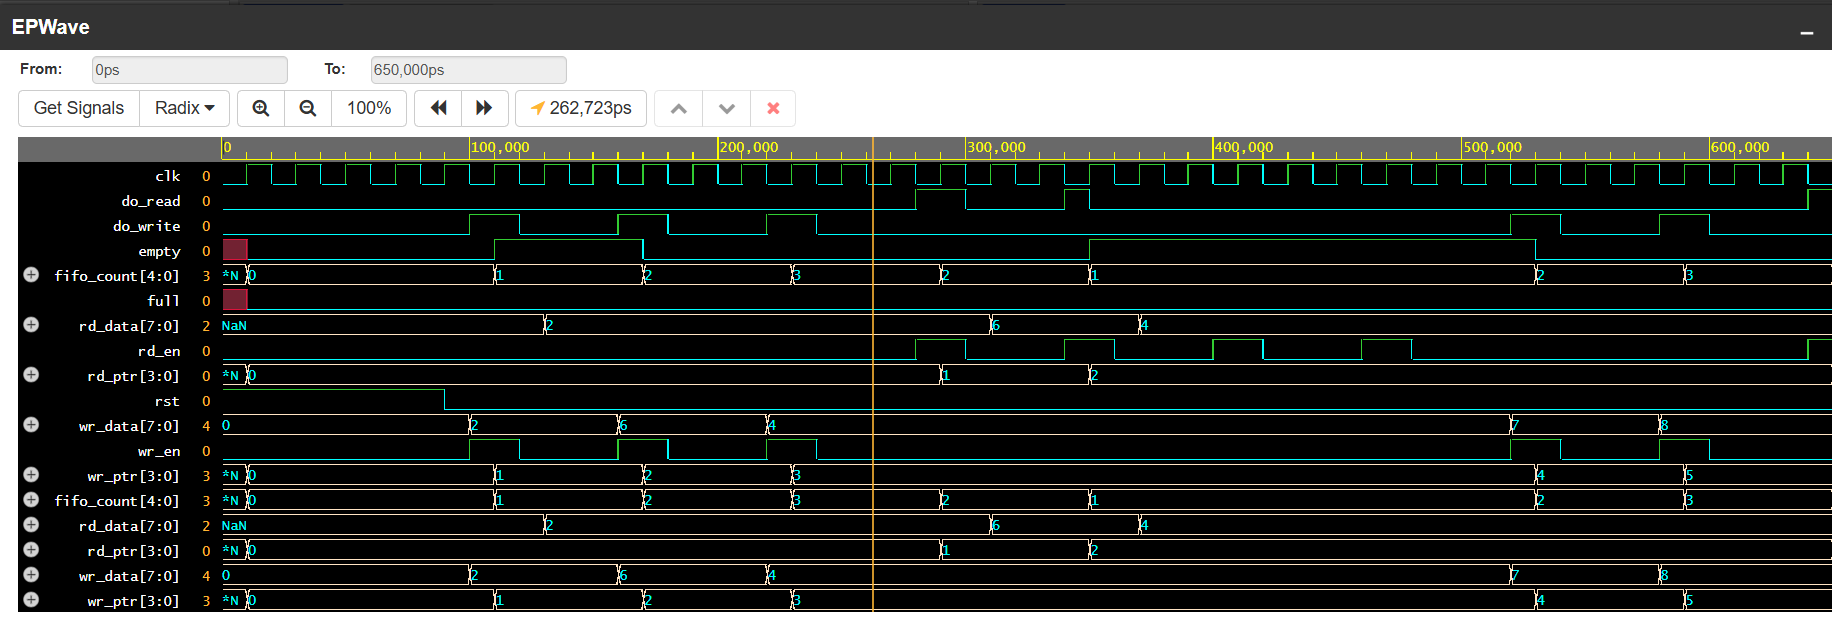 EPWave
From: 0ps To: 650,000ps
Get Signals Radix 100% 262,723ps
0 100,000 200,000 300,000 400,000 500,000 600,000
clk 0
do_read 0
do_write 0
empty 0
fifo_count[4:0] 3 *N 0 1 2 3 2 1 2 3
full 0
rd_data[7:0] 2 NaN 2 6 4
rd_en 0
rd_ptr[3:0] 0 *N 0 1 2
rst 0
wr_data[7:0] 4 0 2 6 4 7 8
wr_en 0
wr_ptr[3:0] 3 *N 0 1 2 3 4 5
fifo_count[4:0] 3 *N 0 1 2 3 2 1 2 3
rd_data[7:0] 2 NaN 2 6 4
rd_ptr[3:0] 0 *N 0 1 2
wr_data[7:0] 4 0 2 6 4 7 8
wr_ptr[3:0] 3 *N 0 1 2 3 4 5